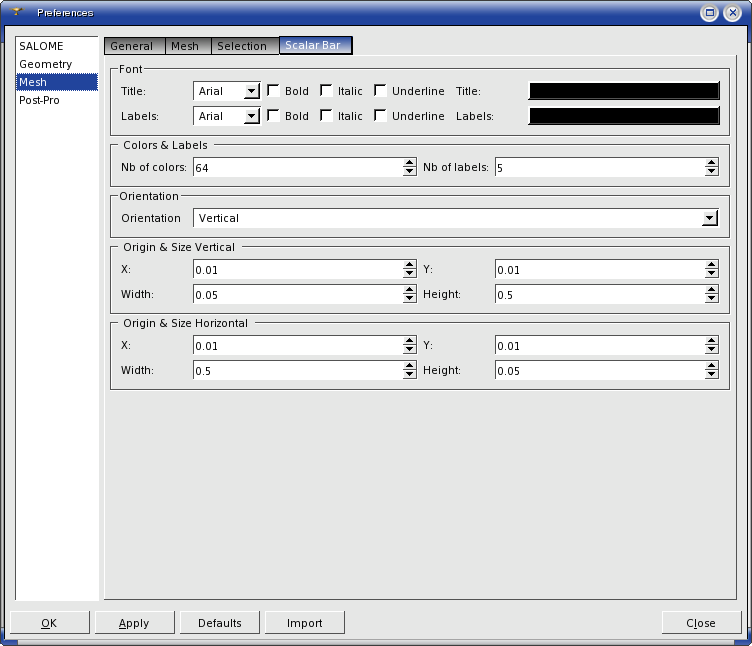 Preferences
SALOME
Geometry
Mesh
Post-Pro
General Mesh Selection Scalar Bar
Font
Title: Arial Bold Italic Underline Title:
Labels: Arial Bold Italic Underline Labels:
Colors & Labels
Nb of colors: 64 Nb of labels: 5
Orientation
Orientation Vertical
Origin & Size Vertical
X: 0.01 Y: 0.01
Width: 0.05 Height: 0.5
Origin & Size Horizontal
X: 0.01 Y: 0.01
Width: 0.5 Height: 0.05
OK Apply Defaults Import Close